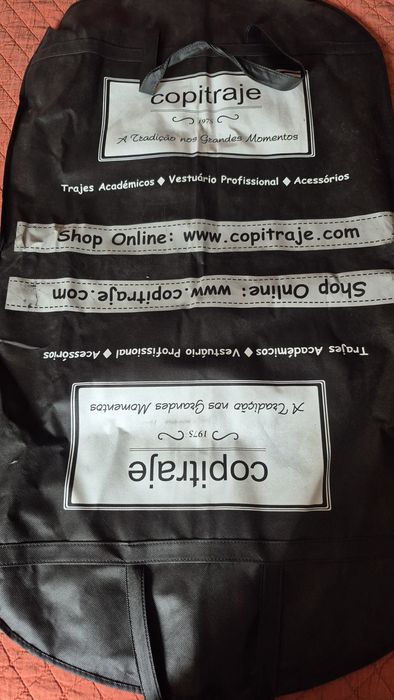 copitraje
1975
A Tradição nos Grandes Momentos
Trajes Académicos ♦ Vestuário Profissional ♦ Acessórios
Shop Online: www.copitraje.com
Shop Online: www.copitraje.com
Trajes Académicos ♦ Vestuário Profissional ♦ Acessórios
A Tradição nos Grandes Momentos
1975
copitraje